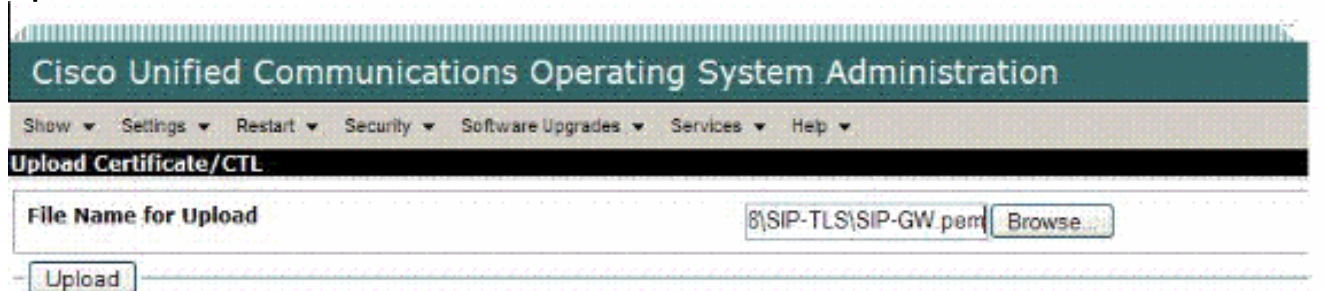 Cisco Unified Communications Operating System Administration
Show Settings Restart Security Software Upgrades Services Help
Upload Certificate/CTL
File Name for Upload 8\SIP-TLS\SIP-GW.pem Browse...
Upload